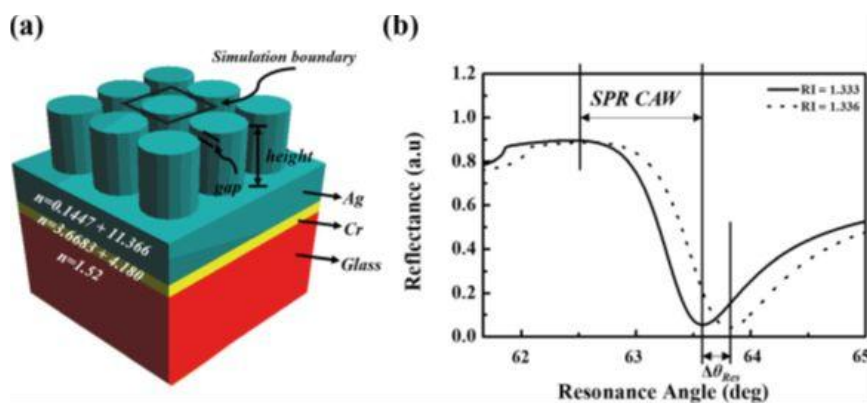 (a)
Simulation boundary
height
gap
Ag
Cr
Glass
n=0.1447 + 11.366
n=3.6683 + 4.180
n=1.52
(b)
1.2
1.0
0.8
0.6
0.4
0.2
0.0
Reflectance (a.u)
SPR CAW
RI = 1.333
RI = 1.336
62
63
64
65
ΔθRes
Resonance Angle (deg)